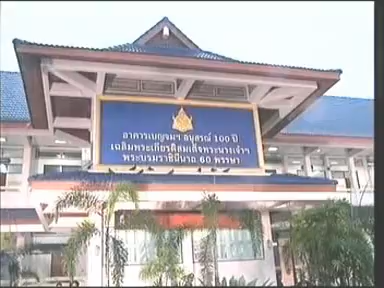 อาคารเบญจมฯ อนุสรณ์ 100 ปี
เฉลิมพระเกียรติสมเด็จพระนางเจ้าฯ
พระบรมราชินีนาถ 60 พรรษา